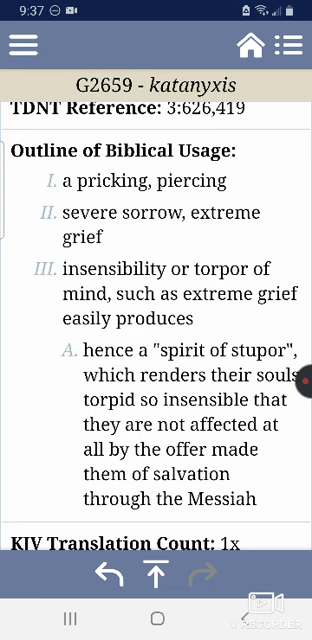 9:37
G2659 - katanyxis
TDNT Reference: 3:626,419
Outline of Biblical Usage:
I. a pricking, piercing
II. severe sorrow, extreme
grief
III. insensibility or torpor of
mind, such as extreme grief
easily produces
A. hence a "spirit of stupor",
which renders their souls
torpid so insensible that
they are not affected at
all by the offer made
them of salvation
through the Messiah
KJV Translation Count: 1x
VIRECORDER